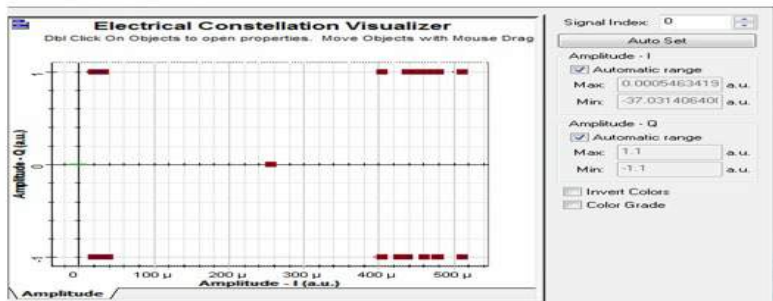 Electrical Constellation Visualizer
Dbl Click On Objects to open properties. Move Objects with Mouse Drag
1
0
-1
Amplitude - Q (a.u.)
0
100 µ
200 µ
300 µ
400 µ
500 µ
Amplitude - I (a.u.)
Amplitude
Signal Index: 0
Auto Set
Amplitude - I
Automatic range
Max: 0.0005463419 a.u.
Min: -37.03140640 a.u.
Amplitude - Q
Automatic range
Max: 1.1 a.u.
Min: -1.1 a.u.
Invert Colors
Color Grade